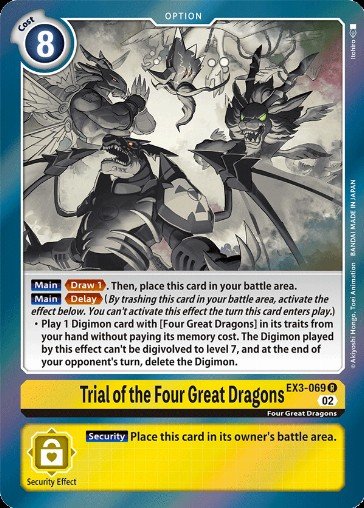 OPTION
Cost
8
Itohiro
©Akiyoshi Hongo, Toei Animation BANDAI MADE IN JAPAN
Main Draw 1. Then, place this card in your battle area.
Main Delay (By trashing this card in your battle area, activate the
effect below. You can't activate this effect the turn this card enters play.)
• Play 1 Digimon card with [Four Great Dragons] in its traits from
your hand without paying its memory cost. The Digimon played
by this effect can't be digivolved to level 7, and at the end of
your opponent's turn, delete the Digimon.
Trial of the Four Great Dragons EX3-069 R
02
Four Great Dragons
Security Place this card in its owner's battle area.
Security Effect